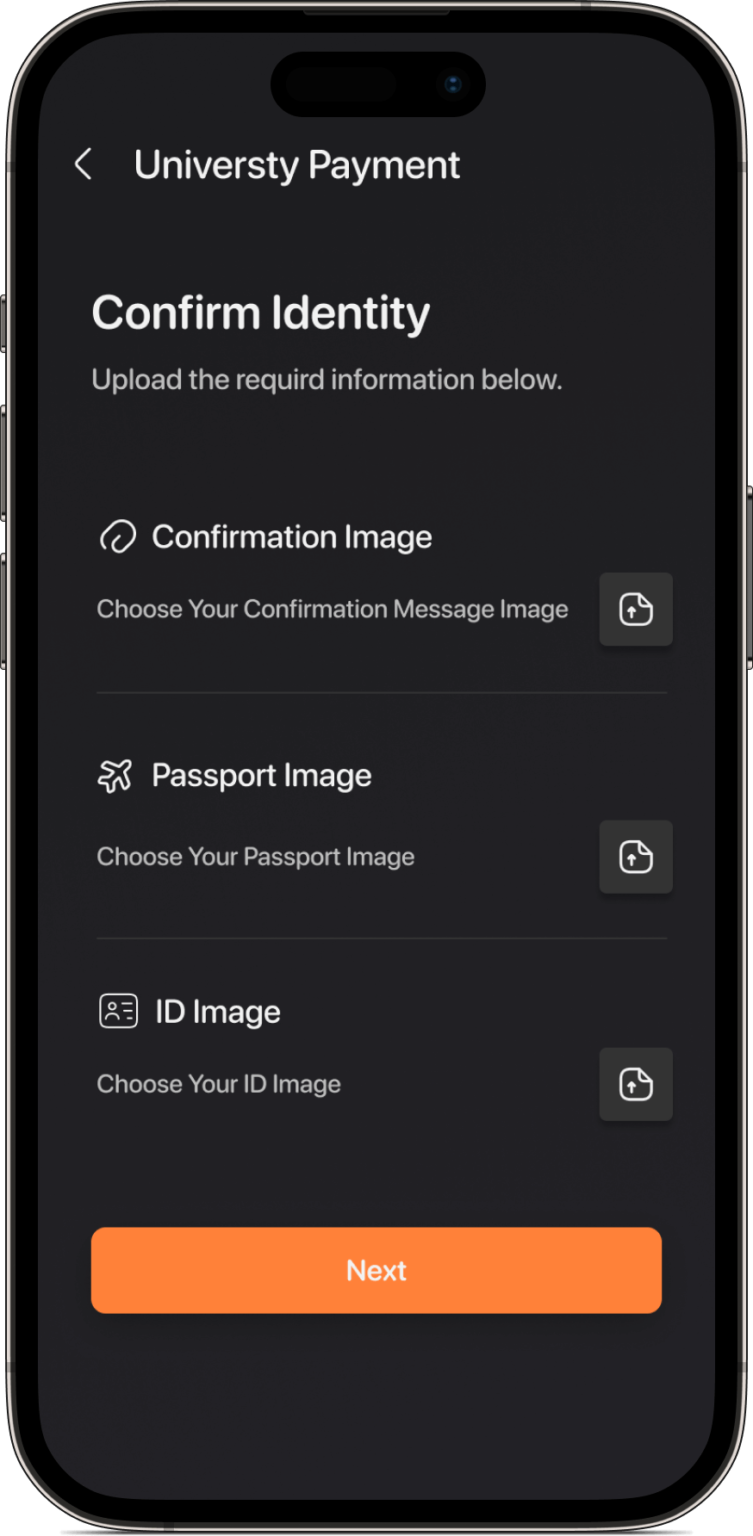 Universty Payment
Confirm Identity
Upload the requird information below.
Confirmation Image
Choose Your Confirmation Message Image
Passport Image
Choose Your Passport Image
ID Image
Choose Your ID Image
Next